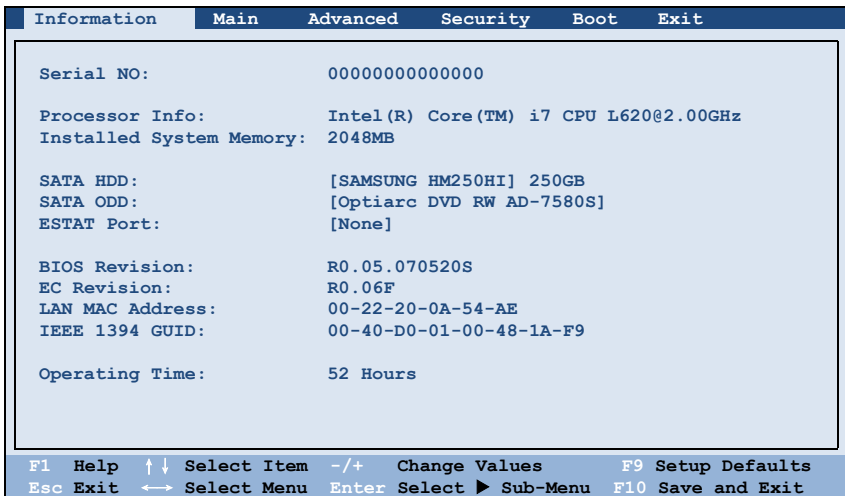 Information Main Advanced Security Boot Exit
Serial NO: 00000000000000
Processor Info: Intel(R) Core(TM) i7 CPU L620@2.00GHz
Installed System Memory: 2048MB
SATA HDD: [SAMSUNG HM250HI] 250GB
SATA ODD: [Optiarc DVD RW AD-7580S]
ESTAT Port: [None]
BIOS Revision: R0.05.070520S
EC Revision: R0.06F
LAN MAC Address: 00-22-20-0A-54-AE
IEEE 1394 GUID: 00-40-D0-01-00-48-1A-F9
Operating Time: 52 Hours
F1 Help ↑↓ Select Item -/+ Change Values F9 Setup Defaults
Esc Exit ←→ Select Menu Enter Select ▶ Sub-Menu F10 Save and Exit